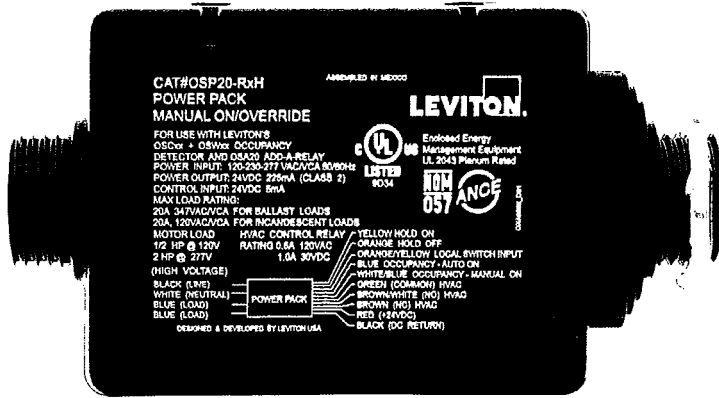 CAT#OSP20-RxH
POWER PACK
MANUAL ON/OVERRIDE
ASSEMBLED IN MEXICO
LEVITON.
FOR USE WITH LEVITON'S
OSCxx + OSWxx OCCUPANCY
DETECTOR AND OSA20 ADD-A-RELAY
POWER INPUT: 120-230-277 VAC/VCA 50/60Hz
POWER OUTPUT: 24VDC 225mA (CLASS 2)
CONTROL INPUT: 24VDC 5mA
MAX LOAD RATING:
20A 347VAC/VCA FOR BALLAST LOADS
20A, 120VAC/VCA FOR INCANDESCENT LOADS
MOTOR LOAD
1/2 HP @ 120V
2 HP @ 277V
HVAC CONTROL RELAY
RATING 0.5A 120VAC
1.0A 30VDC
C UL US
LISTED
9D34
Enclosed Energy
Management Equipment
UL 2043 Plenum Rated
NOM
057
ANCE
(HIGH VOLTAGE)
BLACK (LINE)
WHITE (NEUTRAL)
BLUE (LOAD)
BLUE (LOAD)
POWER PACK
YELLOW HOLD ON
ORANGE HOLD OFF
ORANGE/YELLOW LOCAL SWITCH INPUT
BLUE OCCUPANCY - AUTO ON
WHITE/BLUE OCCUPANCY - MANUAL ON
GREEN (COMMON) HVAC
BROWN/WHITE (NO) HVAC
BROWN (NC) HVAC
RED (+24VDC)
BLACK (DC RETURN)
DESIGNED & DEVELOPED BY LEVITON USA